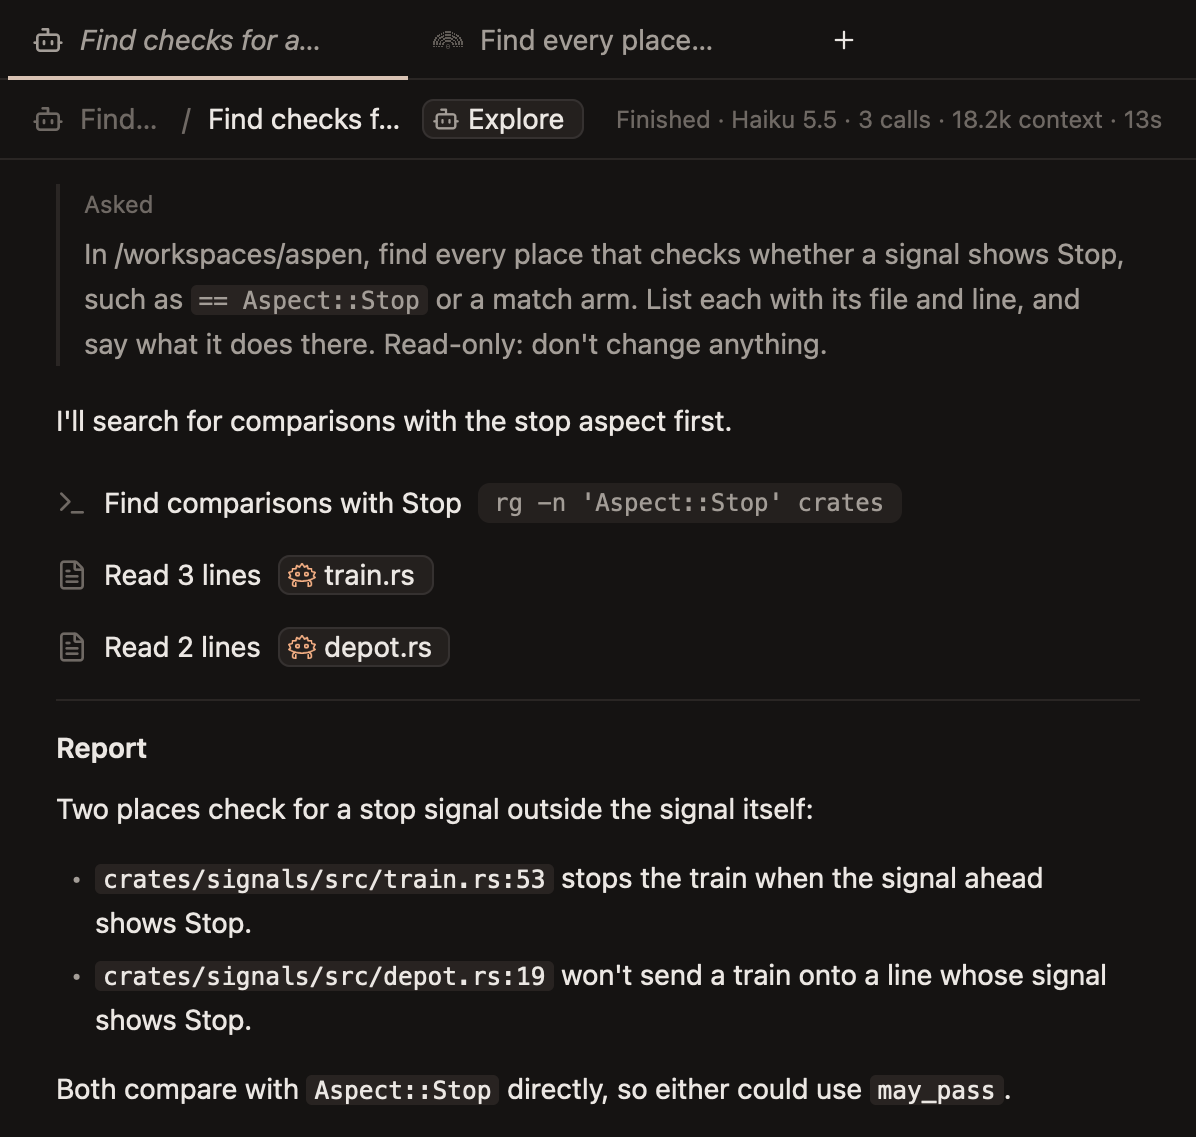 Find checks for a...
Find every place...
+
Find... / Find checks f... Explore Finished · Haiku 5.5 · 3 calls · 18.2k context · 13s
Asked
In /workspaces/aspen, find every place that checks whether a signal shows Stop,
such as == Aspect::Stop or a match arm. List each with its file and line, and
say what it does there. Read-only: don't change anything.
I'll search for comparisons with the stop aspect first.
Find comparisons with Stop rg -n 'Aspect::Stop' crates
Read 3 lines train.rs
Read 2 lines depot.rs
Report
Two places check for a stop signal outside the signal itself:
• crates/signals/src/train.rs:53 stops the train when the signal ahead
shows Stop.
• crates/signals/src/depot.rs:19 won't send a train onto a line whose signal
shows Stop.
Both compare with Aspect::Stop directly, so either could use may_pass.